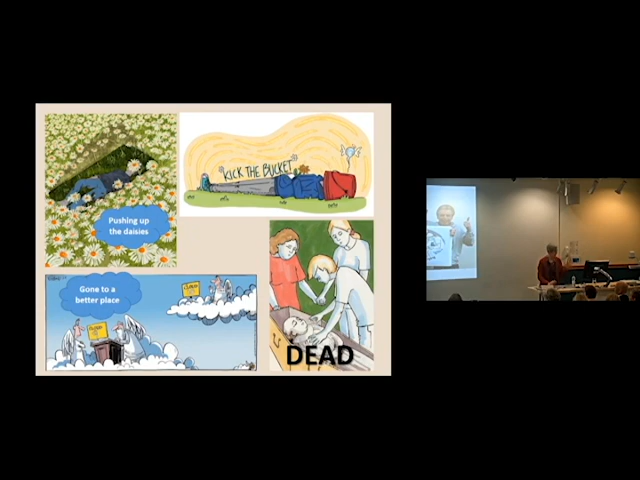 Pushing up
the daisies
"KICK THE BUCKET"
Gone to a
better place
DEAD